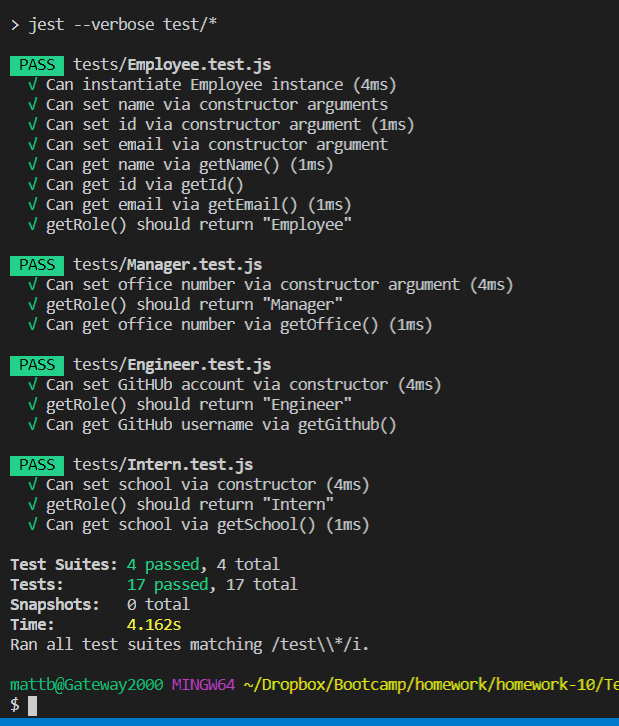 > jest --verbose test/*
PASS tests/Employee.test.js
√ Can instantiate Employee instance (4ms)
√ Can set name via constructor arguments
√ Can set id via constructor argument (1ms)
√ Can set email via constructor argument
√ Can get name via getName() (1ms)
√ Can get id via getId()
√ Can get email via getEmail() (1ms)
√ getRole() should return "Employee"
PASS tests/Manager.test.js
√ Can set office number via constructor argument (4ms)
√ getRole() should return "Manager"
√ Can get office number via getOffice() (1ms)
PASS tests/Engineer.test.js
√ Can set GitHUb account via constructor (4ms)
√ getRole() should return "Engineer"
√ Can get GitHub username via getGithub()
PASS tests/Intern.test.js
√ Can set school via constructor (4ms)
√ getRole() should return "Intern"
√ Can get school via getSchool() (1ms)
Test Suites: 4 passed, 4 total
Tests: 17 passed, 17 total
Snapshots: 0 total
Time: 4.162s
Ran all test suites matching /test\\*/i.
mattb@Gateway2000 MINGW64 ~/Dropbox/Bootcamp/homework/homework-10/Te
$